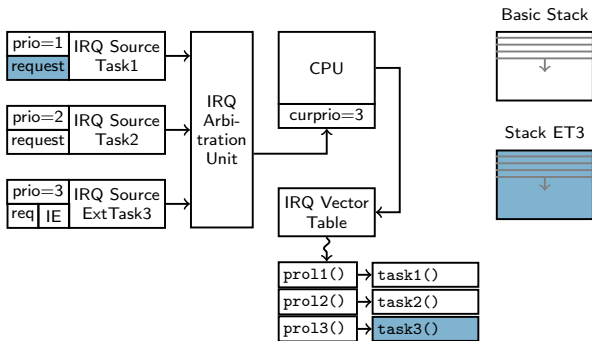 prio=1
request
IRQ Source
Task1
prio=2
request
IRQ Source
Task2
prio=3
req
IE
IRQ Source
ExtTask3
IRQ
Arbi-
tration
Unit
CPU
curprio=3
IRQ Vector
Table
prol1()
task1()
prol2()
task2()
prol3()
task3()
Basic Stack
Stack ET3